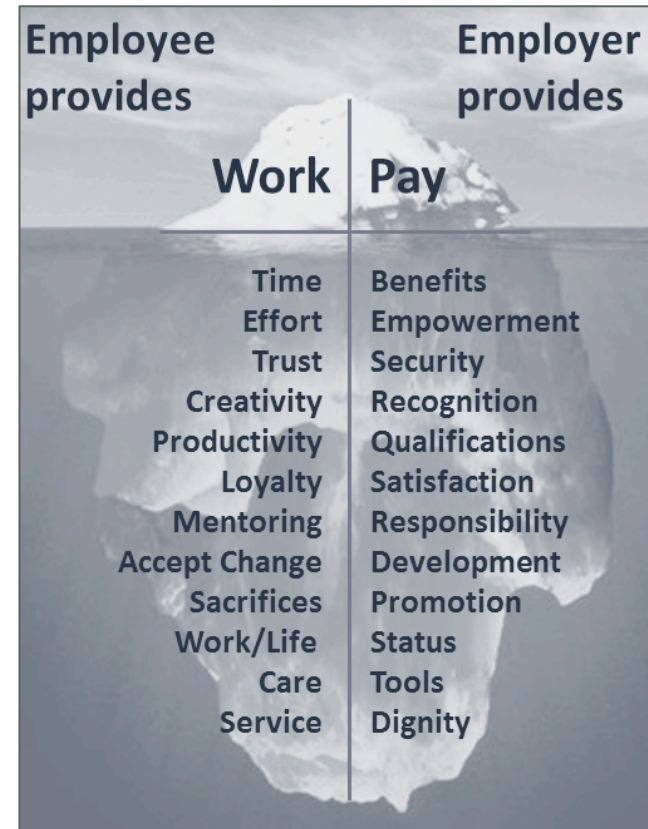 Employee
provides
Employer
provides
Work
Pay
Time
Effort
Trust
Creativity
Productivity
Loyalty
Mentoring
Accept Change
Sacrifices
Work/Life
Care
Service
Benefits
Empowerment
Security
Recognition
Qualifications
Satisfaction
Responsibility
Development
Promotion
Status
Tools
Dignity